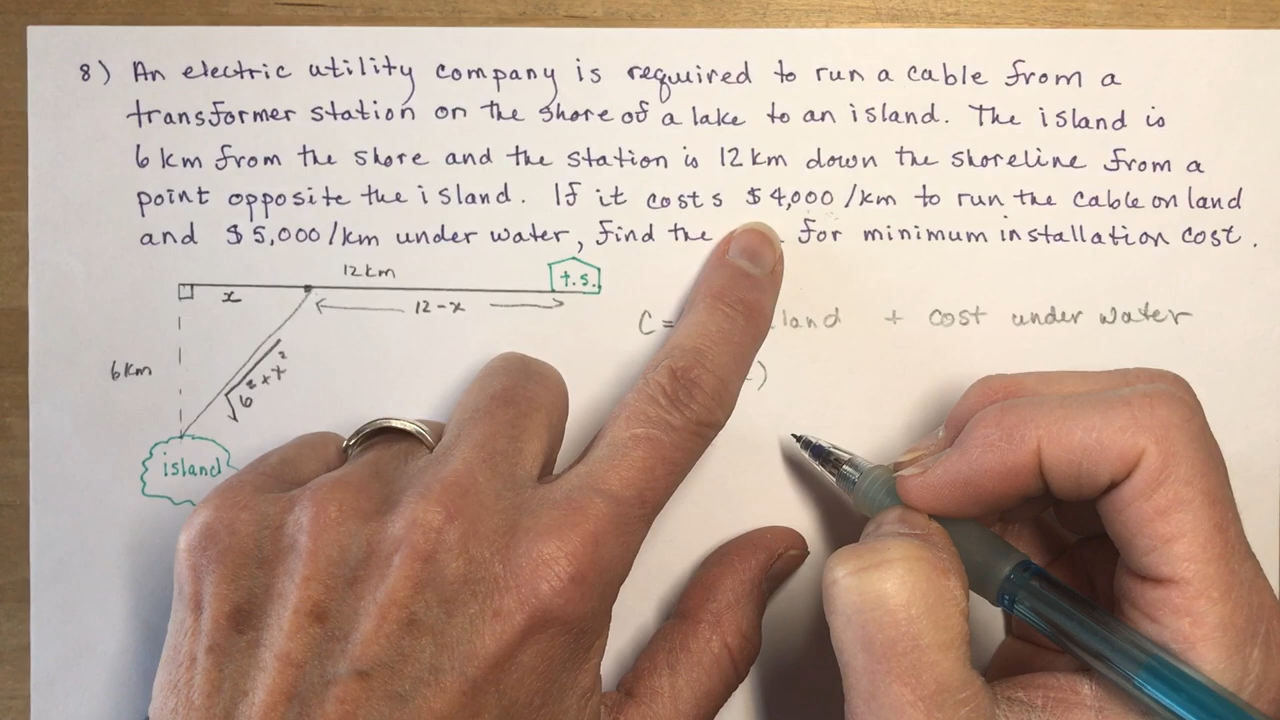 8) An electric utility company is required to run a cable from a
transformer station on the shore of a lake to an island. The island is
6 km from the shore and the station is 12 km down the shoreline from a
point opposite the island. If it costs $4,000/km to run the cable on land
and $5,000/km under water, find the for minimum installation cost.
12 km
t.s.
x
12-x
6 km
√6²+x²
island
C= land + cost under water
)